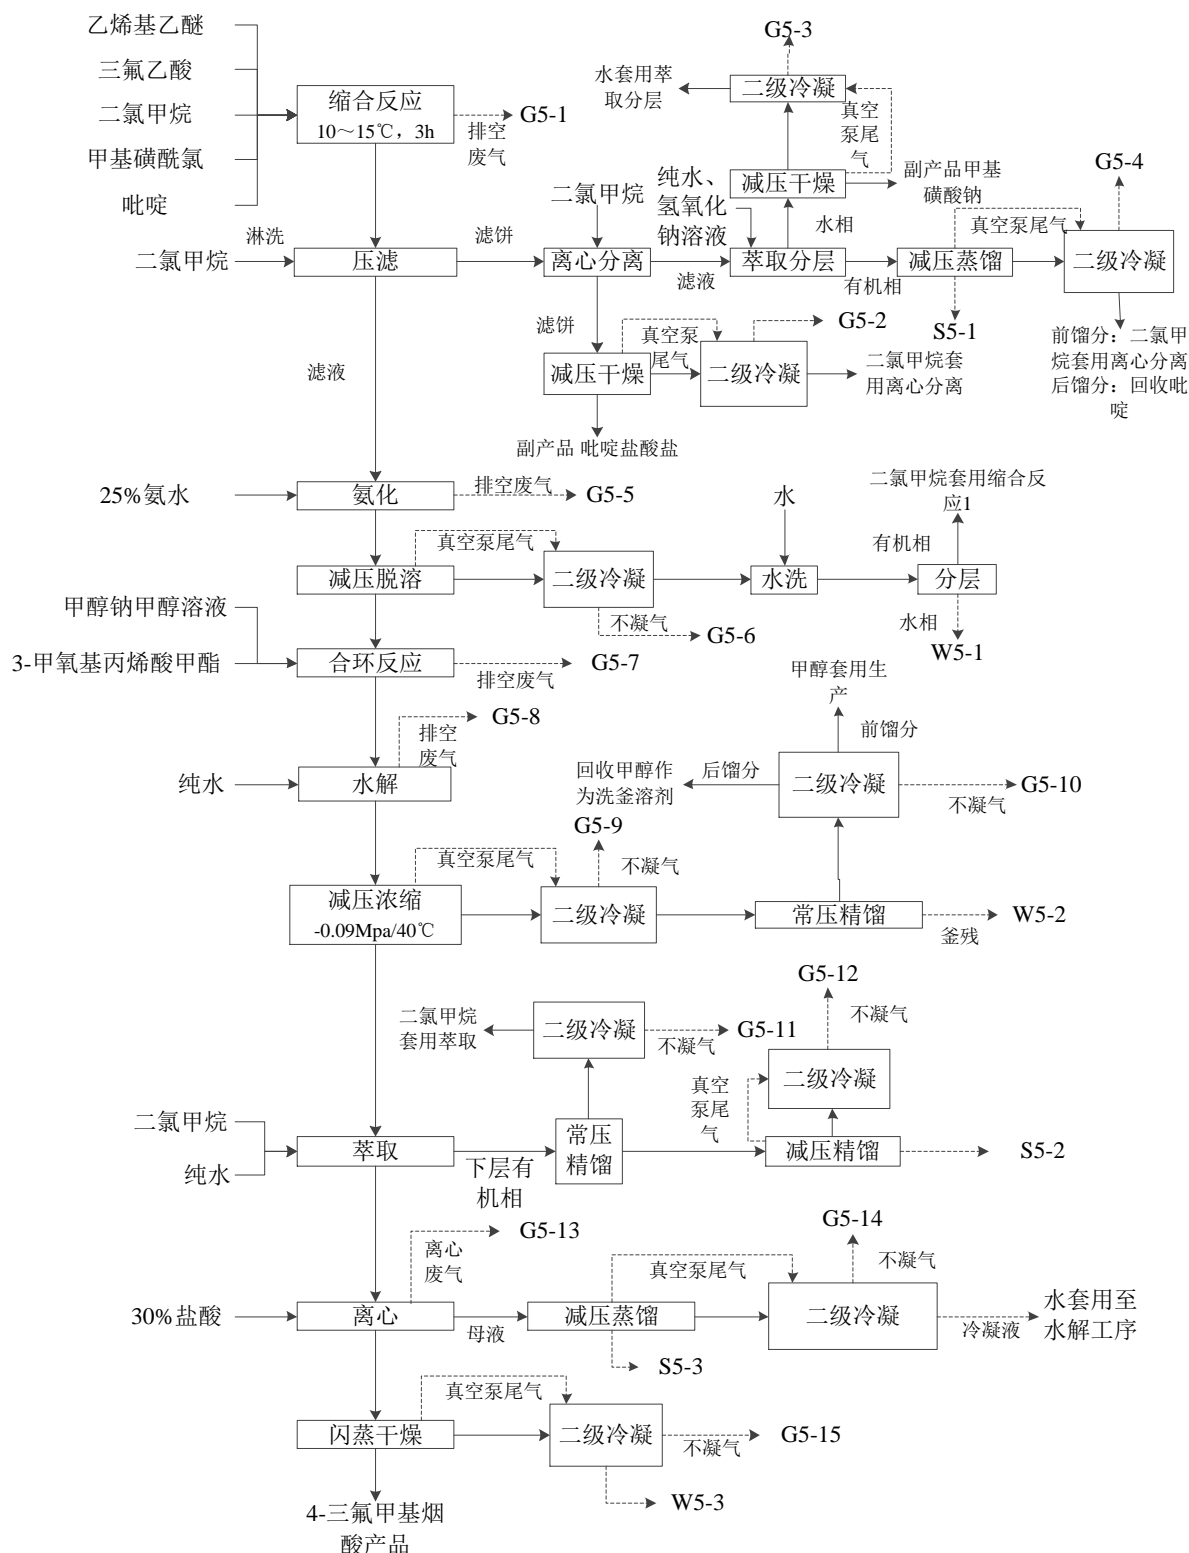 乙烯基乙醚
三氟乙酸
二氯甲烷
甲基磺酰氯
吡啶
缩合反应
10～15℃，3h
G5-1
排空
废气
G5-3
水套用萃
取分层
二级冷凝
真空
泵尾
气
减压干燥
副产品甲基
磺酸钠
G5-4
二氯甲烷
纯水、
氢氧化
钠溶液
水相
真空泵尾气
淋洗
二氯甲烷
压滤
滤饼
离心分离
滤液
萃取分层
有机相
减压蒸馏
二级冷凝
S5-1
前馏分：二氯甲
烷套用离心分离
后馏分：回收吡
啶
滤液
滤饼
真空泵
尾气
G5-2
减压干燥
二级冷凝
二氯甲烷套
用离心分离
副产品 吡啶盐酸盐
25%氨水
氨化
排空废气
G5-5
水
二氯甲烷套用缩合反
应1
真空泵尾气
有机相
减压脱溶
二级冷凝
水洗
分层
不凝气
G5-6
水相
W5-1
甲醇钠甲醇溶液
3-甲氧基丙烯酸甲酯
合环反应
G5-7
排空废气
甲醇套用生
产
G5-8
排空
废气
前馏分
纯水
水解
回收甲醇作
为洗釜溶剂
后馏分
二级冷凝
G5-10
不凝气
G5-9
真空泵尾气
不凝气
减压浓缩
-0.09Mpa/40℃
二级冷凝
常压精馏
W5-2
釜残
G5-12
不凝气
二氯甲烷
套用萃取
二级冷凝
G5-11
不凝气
二级冷凝
真空
泵尾
气
二氯甲烷
纯水
萃取
下层有
机相
常压
精馏
减压精馏
S5-2
G5-13
离心
废气
G5-14
不凝气
真空泵尾气
30%盐酸
离心
母液
减压蒸馏
二级冷凝
冷凝液
水套用至
水解工序
S5-3
真空泵尾气
闪蒸干燥
二级冷凝
G5-15
不凝气
W5-3
4-三氟甲基烟
酸产品